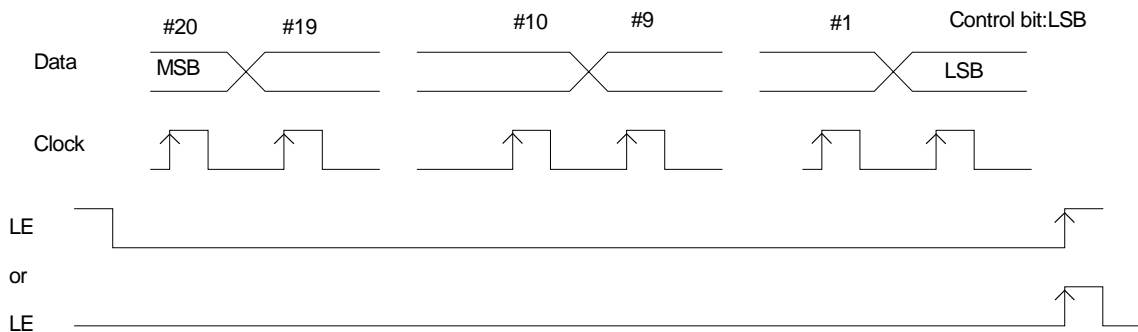 #20 #19 #10 #9 #1 Control bit:LSB
Data MSB LSB
Clock
LE
or
LE